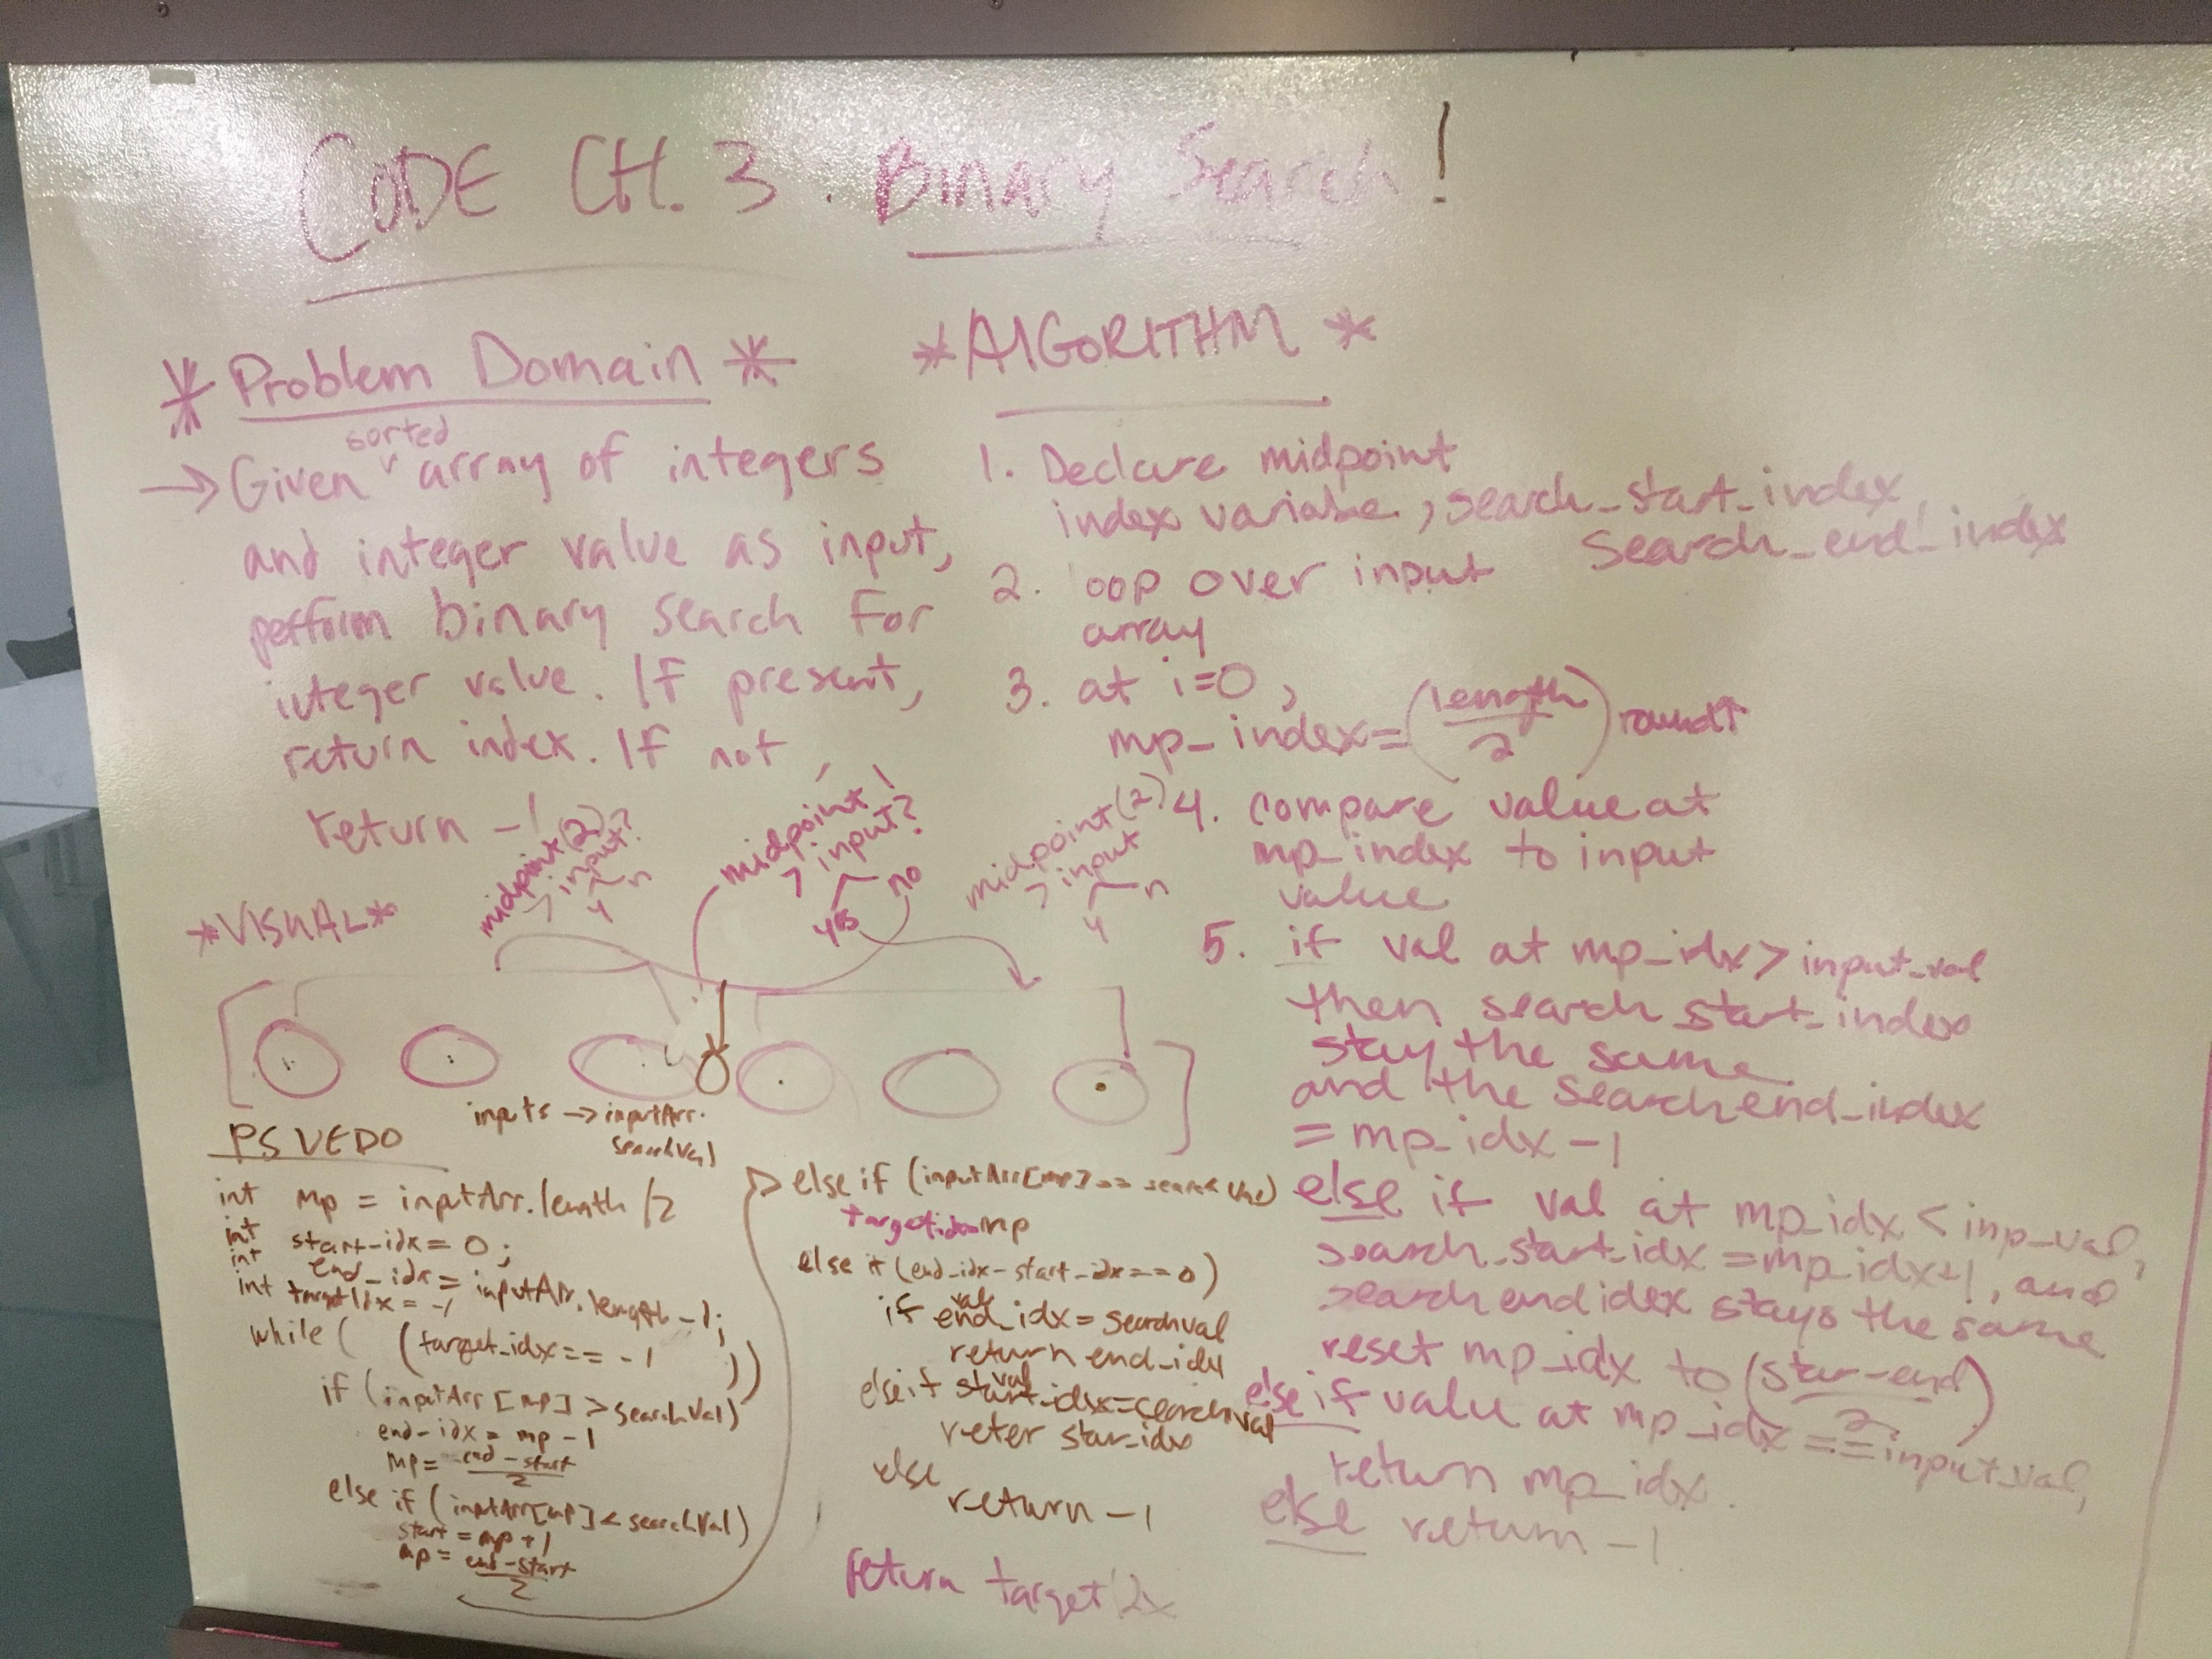 CODE CH. 3 : Binary Search!
* Problem Domain *
sorted
→ Given ˅ array of integers
and integer value as input,
perform binary search for
integer value. If present,
return index. If not,
return -1
* ALGORITHM *
1. Declare midpoint
index variable, search_start_index,
search_end_index
2. loop over input
array
3. at i=0,
mp_index = (length/2) round↑
4. compare value at
mp_index to input
value
5. if val at mp_idx > input_val
then search start_index
stay the same
and the search end_index
= mp_idx - 1
else if val at mp_idx < inp_val,
search_start_idx = mp_idx+1, and
search end idex stays the same
reset mp_idx to (star-end/2)
else if value at mp_idx == input_val,
return mp_idx.
else return -1
*VISUAL*
midpoint(2)
> input?
y n
midpoint!
> input?
yes no
midpoint(2)
> input
y n
inputs → inputArr.
searchVal
PSUEDO
int mp = inputArr.length/2
int start-idx = 0;
int end_idx = inputArr.length-1;
int targetIdx = -1
while ( (target_idx == -1 ))
if (inputArr[mp] > searchVal)
end-idx = mp - 1
mp = end-start/2
else if (inputArr[mp] < searchVal)
start = mp + 1
mp = end-start/2
else if (inputArr[mp] == searchVal)
mp
else if (end_idx-start_idx==0)
val
if end_idx = searchval
return end_idx
val
else if start_idx=searchval
reter star_idx
else
return -1
return targetIdx